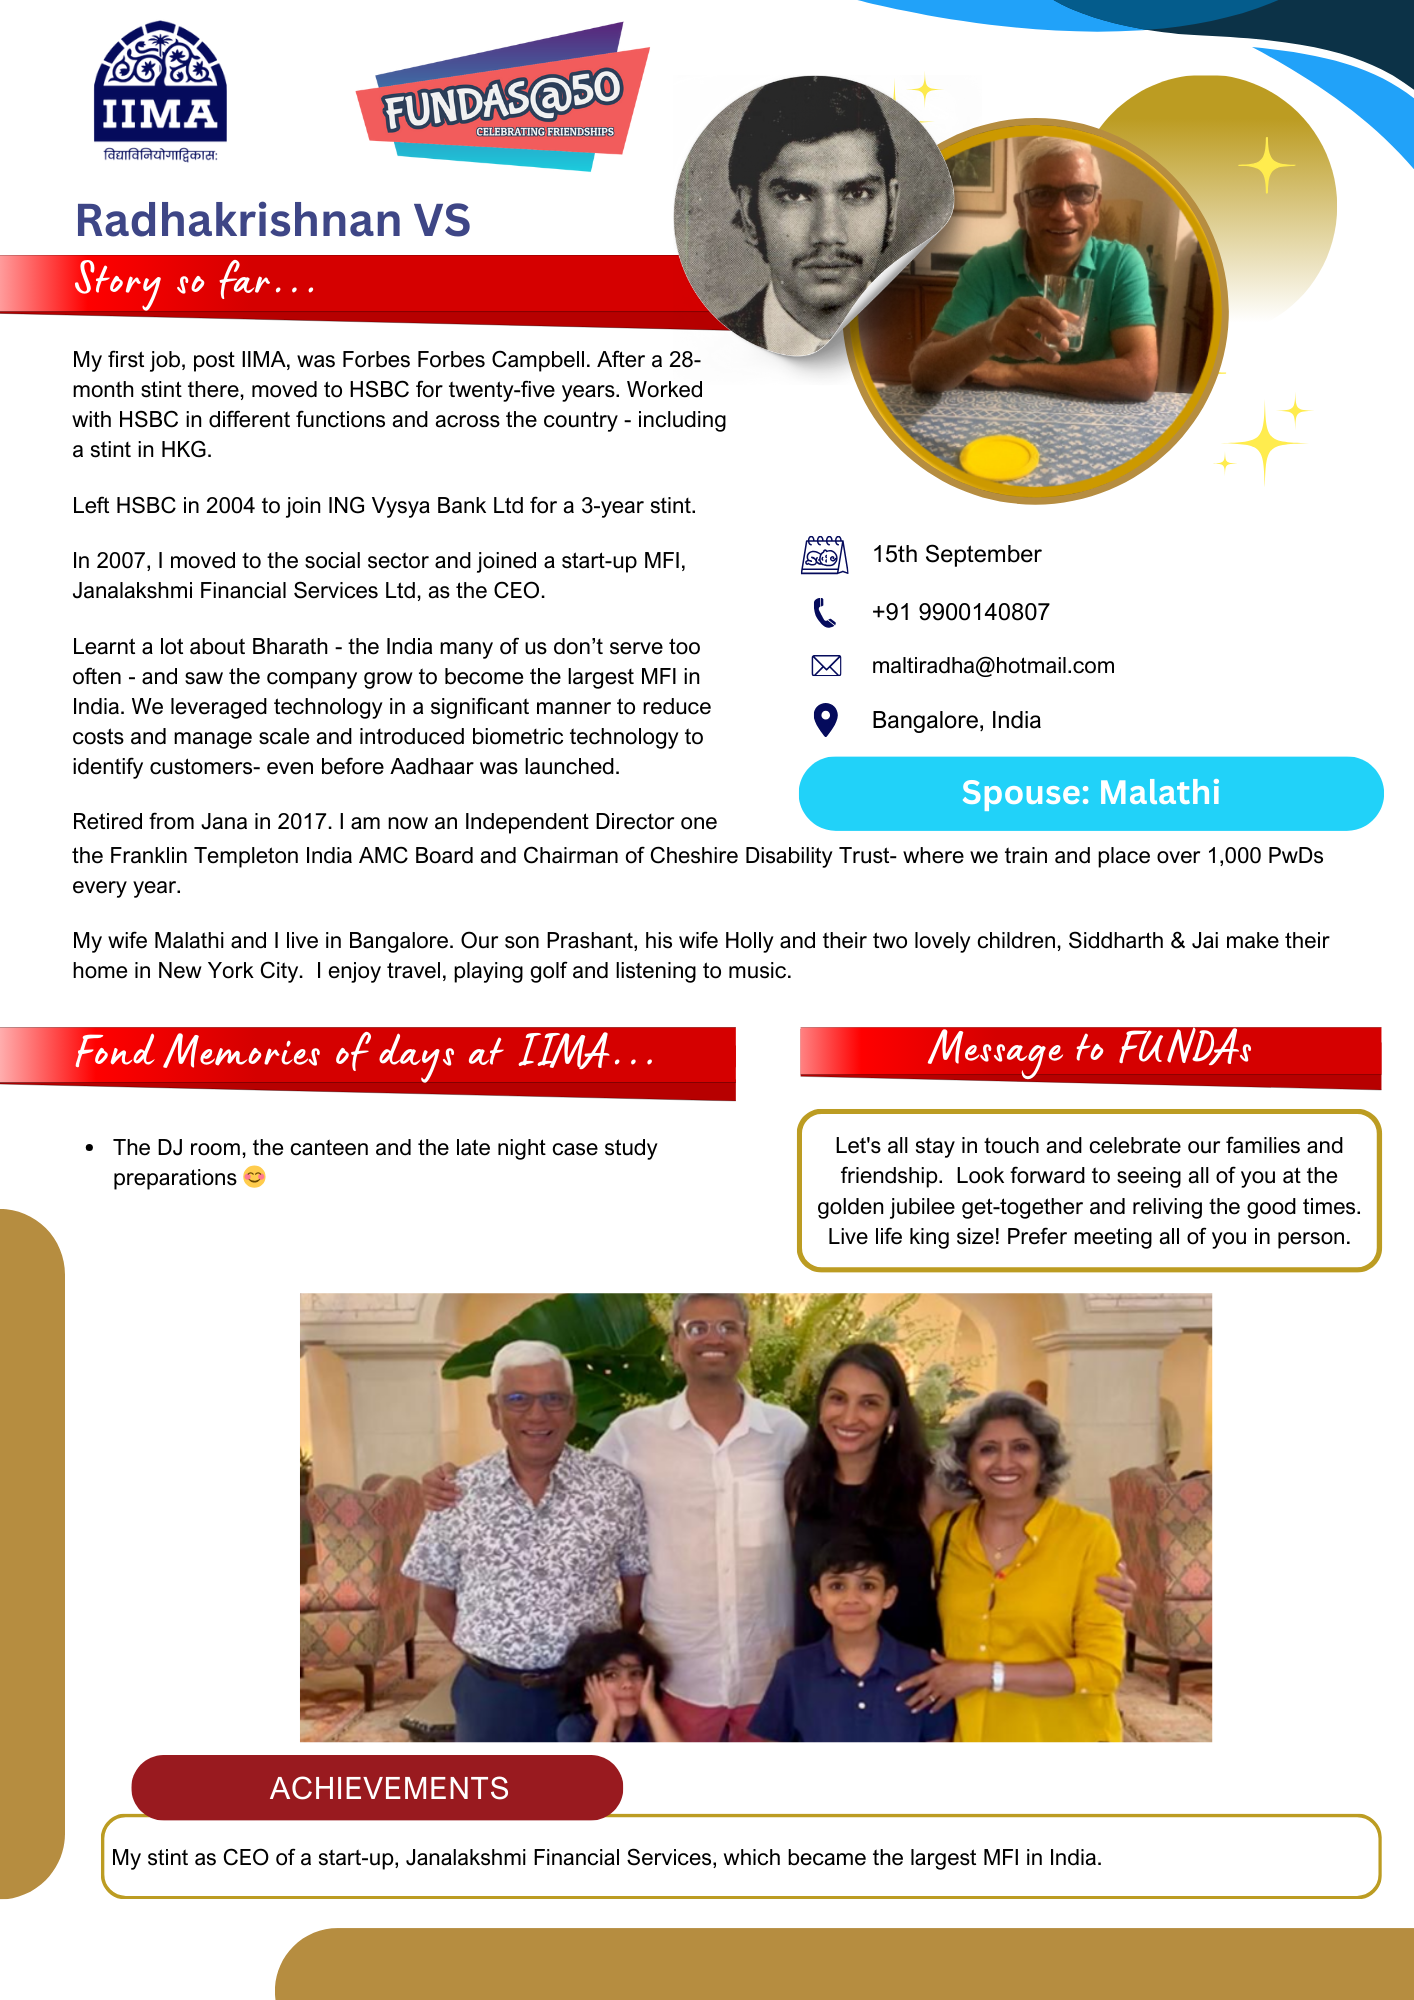 IIMA
विद्याविनियोगाद्विकास:
FUNDAS@50
CELEBRATING FRIENDSHIPS
Radhakrishnan VS
Story so far...
My first job, post IIMA, was Forbes Forbes Campbell. After a 28-
month stint there, moved to HSBC for twenty-five years. Worked
with HSBC in different functions and across the country - including
a stint in HKG.
Left HSBC in 2004 to join ING Vysya Bank Ltd for a 3-year stint.
In 2007, I moved to the social sector and joined a start-up MFI,
Janalakshmi Financial Services Ltd, as the CEO.
Learnt a lot about Bharath - the India many of us don’t serve too
often - and saw the company grow to become the largest MFI in
India. We leveraged technology in a significant manner to reduce
costs and manage scale and introduced biometric technology to
identify customers- even before Aadhaar was launched.
Retired from Jana in 2017. I am now an Independent Director one
the Franklin Templeton India AMC Board and Chairman of Cheshire Disability Trust- where we train and place over 1,000 PwDs
every year.
My wife Malathi and I live in Bangalore. Our son Prashant, his wife Holly and their two lovely children, Siddharth & Jai make their
home in New York City.  I enjoy travel, playing golf and listening to music.
15th September
+91 9900140807
maltiradha@hotmail.com
Bangalore, India
Spouse: Malathi
Fond Memories of days at IIMA...
• The DJ room, the canteen and the late night case study
preparations 😊
Message to FUNDAs
Let's all stay in touch and celebrate our families and
friendship.  Look forward to seeing all of you at the
golden jubilee get-together and reliving the good times.
Live life king size! Prefer meeting all of you in person.
ACHIEVEMENTS
My stint as CEO of a start-up, Janalakshmi Financial Services, which became the largest MFI in India.